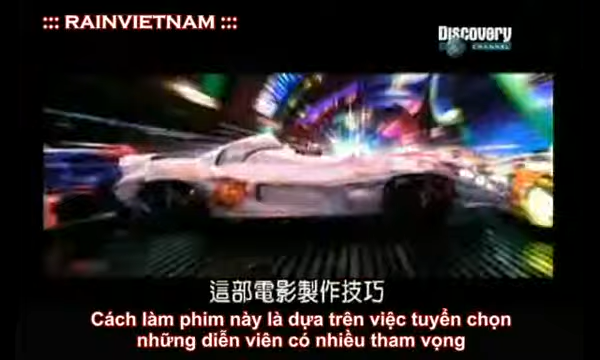 ::: RAINVIETNAM :::
Discovery
CHANNEL
這部電影製作技巧
Cách làm phim này là dựa trên việc tuyển chọn
những diễn viên có nhiều tham vọng